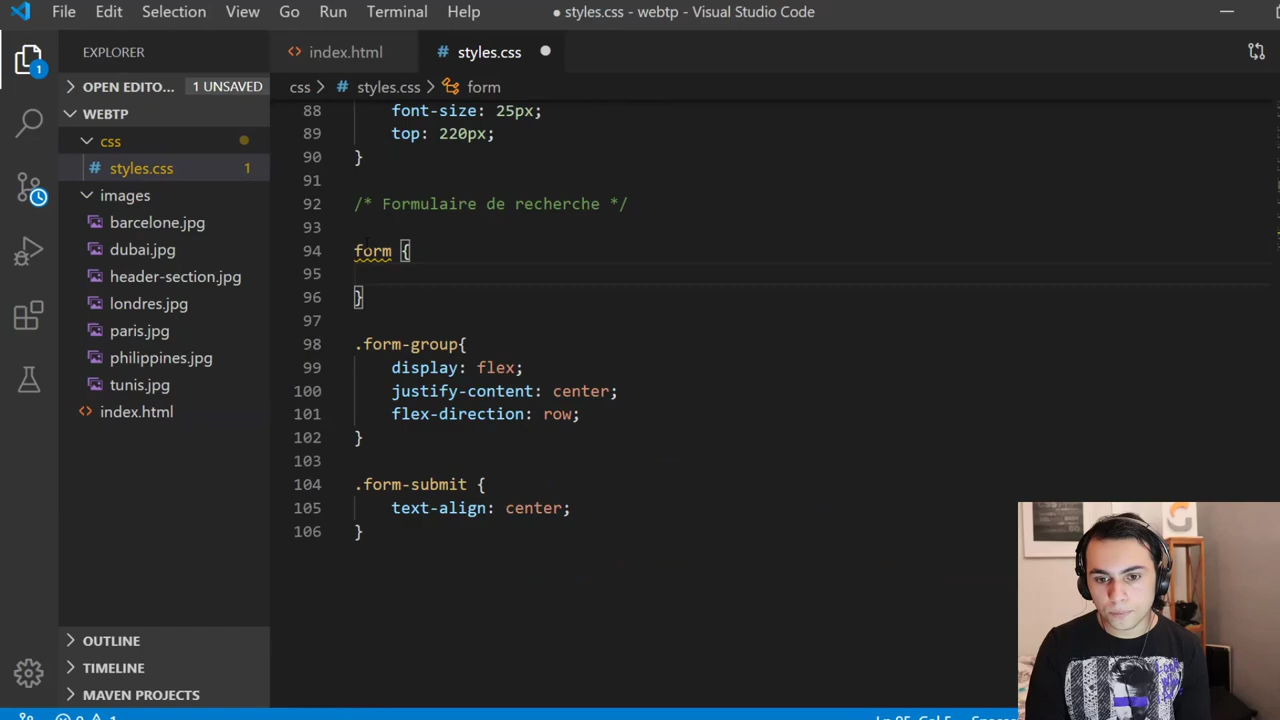 File Edit Selection View Go Run Terminal Help ● styles.css - webtp - Visual Studio Code
EXPLORER
<> index.html # styles.css ●
OPEN EDITO... 1 UNSAVED
css > # styles.css > form
WEBTP
css
# styles.css 1
images
barcelone.jpg
dubai.jpg
header-section.jpg
londres.jpg
paris.jpg
philippines.jpg
tunis.jpg
<> index.html
OUTLINE
TIMELINE
MAVEN PROJECTS
1
88 font-size: 25px;
89 top: 220px;
90 }
91
92 /* Formulaire de recherche */
93
94 form {
95
96 }
97
98 .form-group{
99 display: flex;
100 justify-content: center;
101 flex-direction: row;
102 }
103
104 .form-submit {
105 text-align: center;
106 }